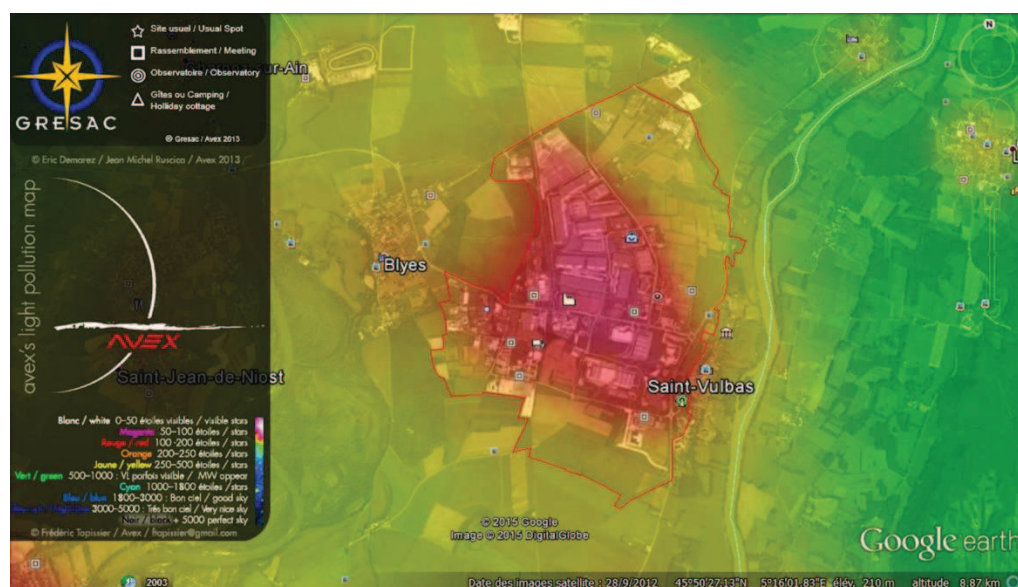 Site usuel / Usual Spot
Rassemblement / Meeting
Observatoire / Observatory
Gîtes ou Camping /
Holliday cottage
GRESAC
© Gresac / Avex 2013
© Eric Demarez / Jean Michel Ruscica / Avex 2013
avex's light pollution map
AVEX
sur-Ain
Blyes
Saint-Jean-de-Niost
Saint-Vulbas
Blanc / white 0-50 étoiles visibles / visible stars
Magenta 50-100 étoiles / stars
Rouge / red 100-200 étoiles / stars
Orange 200-250 étoiles / stars
Jaune / yellow 250-500 étoiles / stars
Vert / green 500-1000 : VL parfois visible / MW appear
Cyan 1000-1800 étoiles / stars
Bleu / blue 1800-3000 : Bon ciel / good sky
3000-5000 : Très bon ciel / Very nice sky
Noir / black + 5000 perfect sky
© Frédéric Tapissier / Avex / ftapissier@gmail.com
© 2015 Google
Image © 2015 DigitalGlobe
Google earth
N
L
2003
Date des images satellite : 28/9/2012 45°50'27.13"N 5°16'01.83"E élév. 210 m altitude 8.87 km